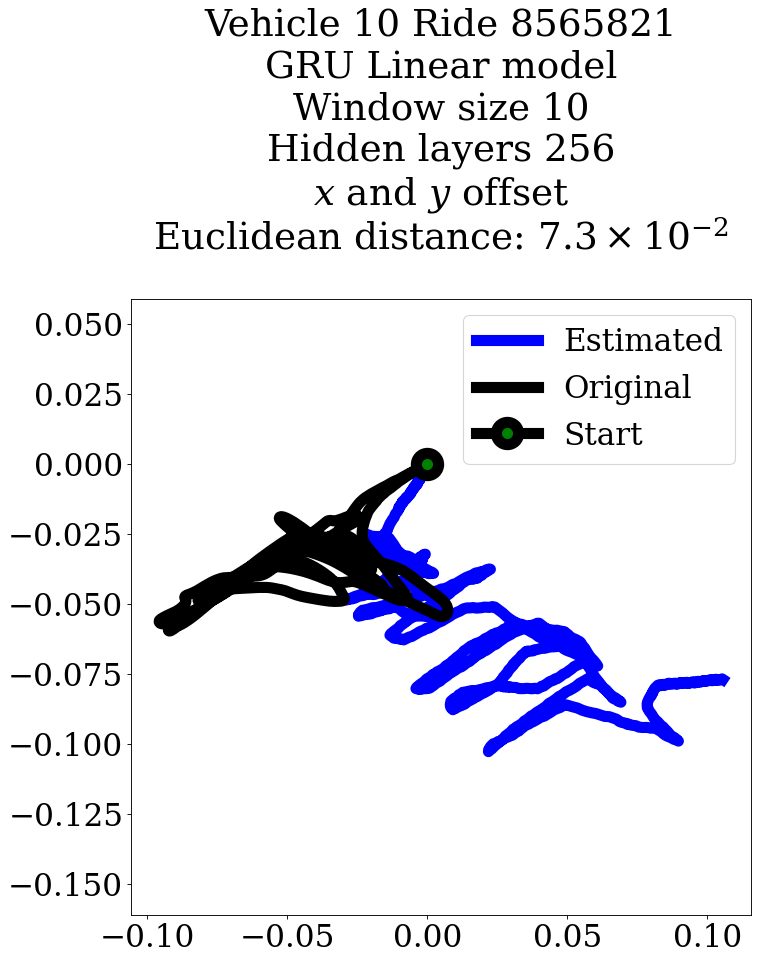 Vehicle 10 Ride 8565821
GRU Linear model
Window size 10
Hidden layers 256
x and y offset
Euclidean distance: 7.3 × 10⁻²
Estimated
Original
Start
0.050
0.025
0.000
−0.025
−0.050
−0.075
−0.100
−0.125
−0.150
−0.10 −0.05 0.00 0.05 0.10